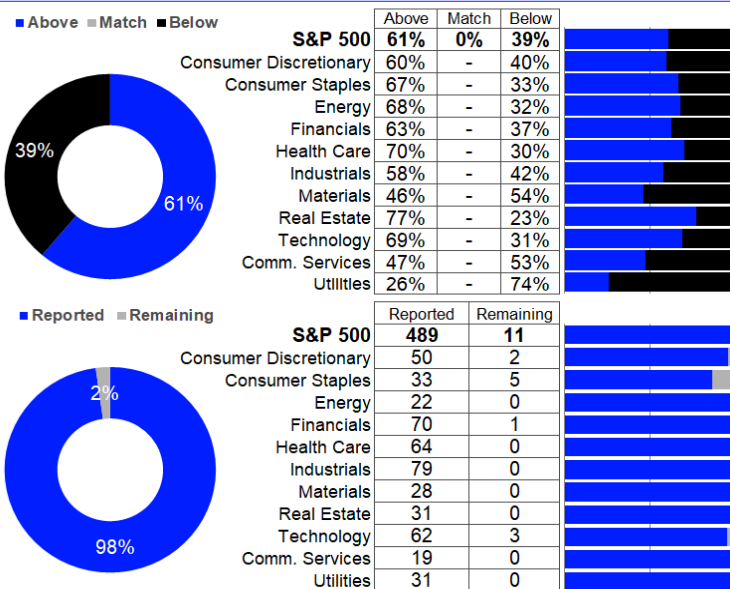 Above Match Below
Above Match Below
S&P 500 61% 0% 39%
Consumer Discretionary 60% - 40%
Consumer Staples 67% - 33%
Energy 68% - 32%
Financials 63% - 37%
Health Care 70% - 30%
Industrials 58% - 42%
Materials 46% - 54%
Real Estate 77% - 23%
Technology 69% - 31%
Comm. Services 47% - 53%
Utilities 26% - 74%
39%
61%
Reported Remaining
Reported Remaining
S&P 500 489 11
Consumer Discretionary 50 2
Consumer Staples 33 5
Energy 22 0
Financials 70 1
Health Care 64 0
Industrials 79 0
Materials 28 0
Real Estate 31 0
Technology 62 3
Comm. Services 19 0
Utilities 31 0
2%
98%